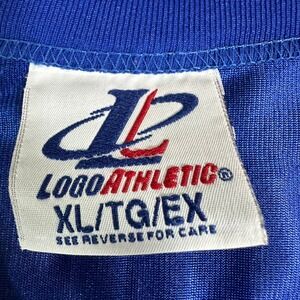 L
LOGO ATHLETIC®
XL/TG/EX
SEE REVERSE FOR CARE